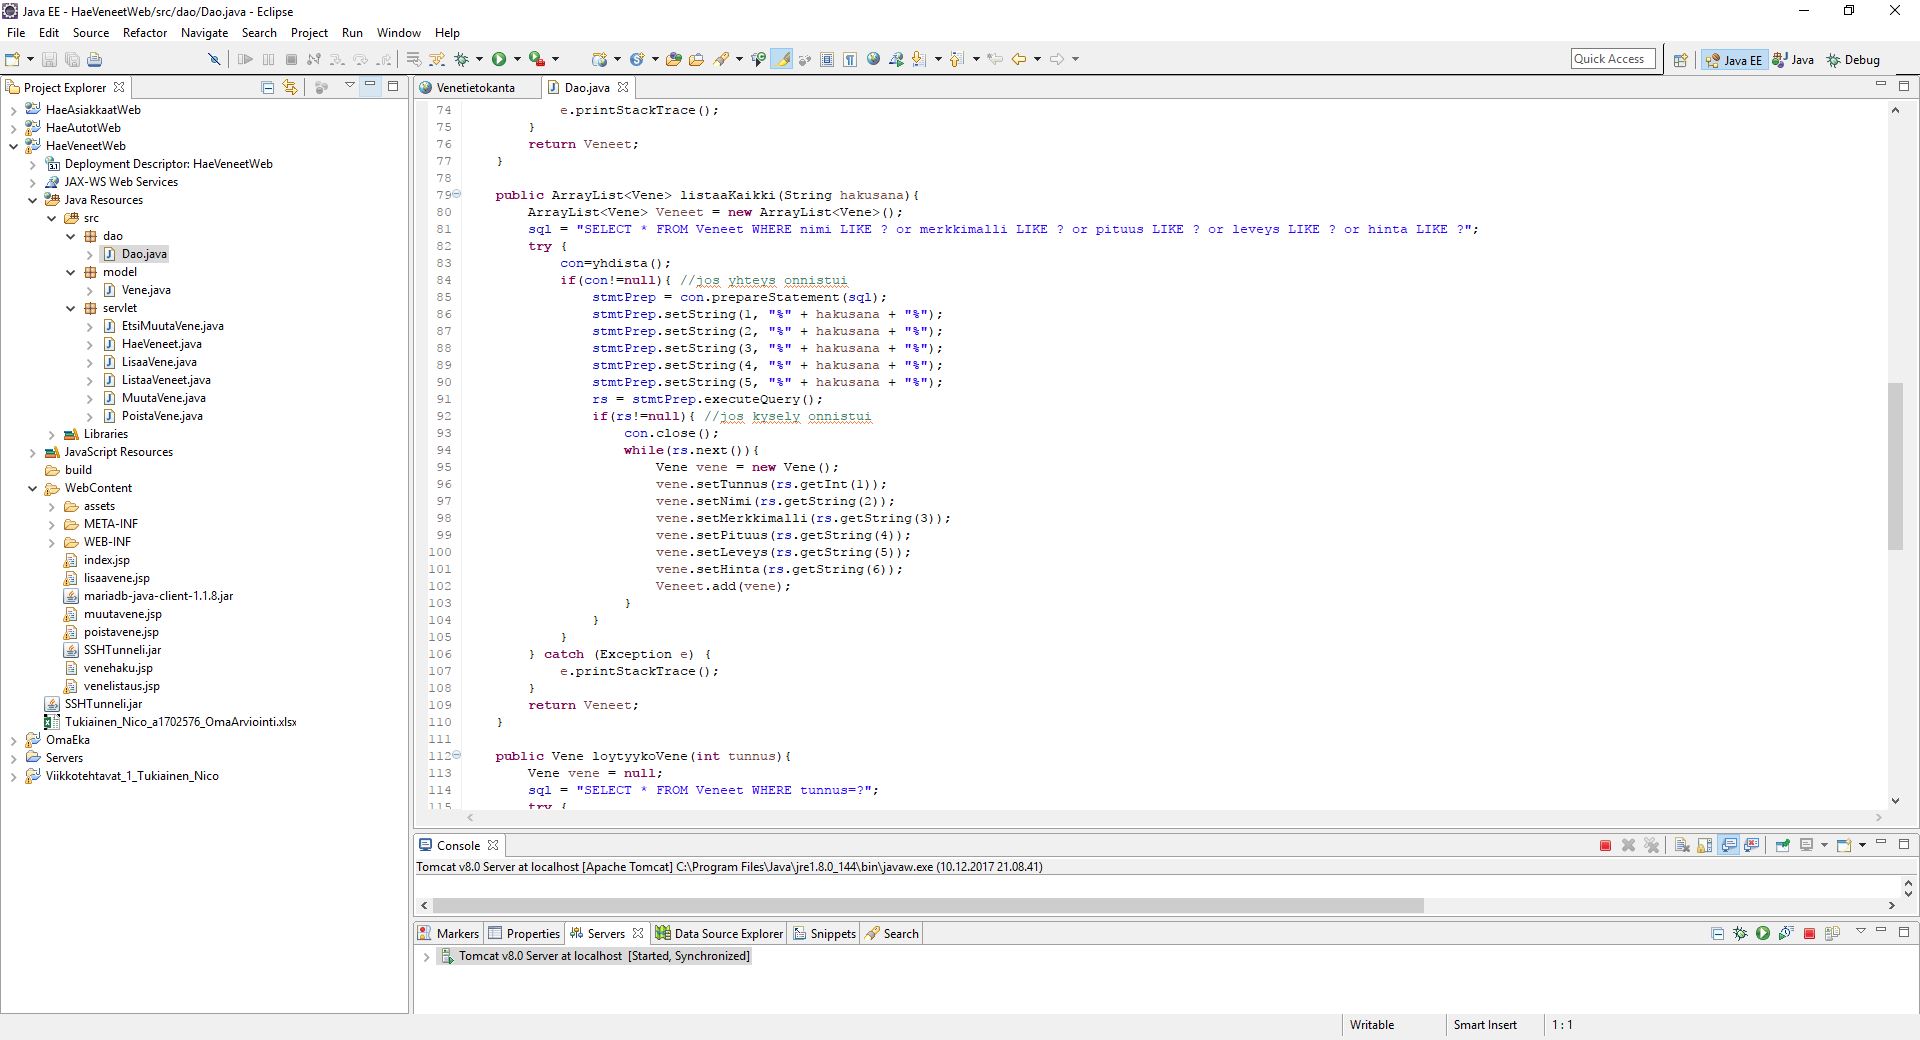 Java EE - HaeVeneetWeb/src/dao/Dao.java - Eclipse
File Edit Source Refactor Navigate Search Project Run Window Help
Quick Access
Java EE Java Debug
Project Explorer
HaeAsiakkaatWeb
HaeAutotWeb
HaeVeneetWeb
Deployment Descriptor: HaeVeneetWeb
JAX-WS Web Services
Java Resources
src
dao
Dao.java
model
Vene.java
servlet
EtsiMuutaVene.java
HaeVeneet.java
LisaaVene.java
ListaaVeneet.java
MuutaVene.java
PoistaVene.java
Libraries
JavaScript Resources
build
WebContent
assets
META-INF
WEB-INF
index.jsp
lisaavene.jsp
mariadb-java-client-1.1.8.jar
muutavene.jsp
poistavene.jsp
SSHTunneli.jar
venehaku.jsp
venelistaus.jsp
SSHTunneli.jar
Tukiainen_Nico_a1702576_OmaArviointi.xlsx
OmaEka
Servers
Viikkotehtavat_1_Tukiainen_Nico
Venetietokanta Dao.java
74 e.printStackTrace();
75 }
76 return Veneet;
77 }
78
79 public ArrayList<Vene> listaaKaikki(String hakusana){
80 ArrayList<Vene> Veneet = new ArrayList<Vene>();
81 sql = "SELECT * FROM Veneet WHERE nimi LIKE ? or merkkimalli LIKE ? or pituus LIKE ? or leveys LIKE ? or hinta LIKE ?";
82 try {
83 con=yhdista();
84 if(con!=null){ //jos yhteys onnistui
85 stmtPrep = con.prepareStatement(sql);
86 stmtPrep.setString(1, "%" + hakusana + "%");
87 stmtPrep.setString(2, "%" + hakusana + "%");
88 stmtPrep.setString(3, "%" + hakusana + "%");
89 stmtPrep.setString(4, "%" + hakusana + "%");
90 stmtPrep.setString(5, "%" + hakusana + "%");
91 rs = stmtPrep.executeQuery();
92 if(rs!=null){ //jos kysely onnistui
93 con.close();
94 while(rs.next()){
95 Vene vene = new Vene();
96 vene.setTunnus(rs.getInt(1));
97 vene.setNimi(rs.getString(2));
98 vene.setMerkkimalli(rs.getString(3));
99 vene.setPituus(rs.getString(4));
100 vene.setLeveys(rs.getString(5));
101 vene.setHinta(rs.getString(6));
102 Veneet.add(vene);
103 }
104 }
105 }
106 } catch (Exception e) {
107 e.printStackTrace();
108 }
109 return Veneet;
110 }
111
112 public Vene loytyykoVene(int tunnus){
113 Vene vene = null;
114 sql = "SELECT * FROM Veneet WHERE tunnus=?";
115 try {
Console
Tomcat v8.0 Server at localhost [Apache Tomcat] C:\Program Files\Java\jre1.8.0_144\bin\javaw.exe (10.12.2017 21.08.41)
Markers Properties Servers Data Source Explorer Snippets Search
Tomcat v8.0 Server at localhost [Started, Synchronized]
Writable Smart Insert 1 : 1